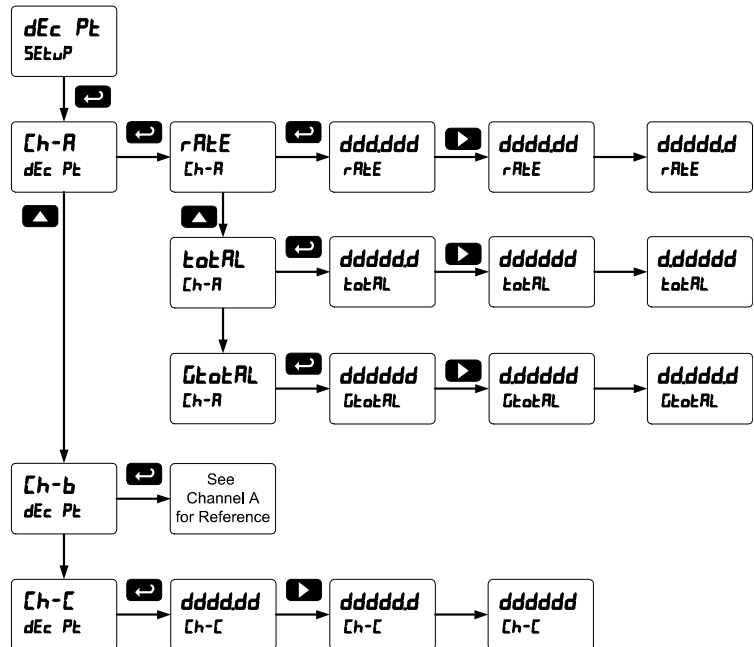 dEc Pt
SEtuP
Ch-A
dEc Pt
rAtE
Ch-A
ddd.ddd
rAtE
dddd.dd
rAtE
ddddd.d
rAtE
totAL
Ch-A
ddddd.d
totAL
dddddd
totAL
d.ddddd
totAL
GtotAL
Ch-A
dddddd
GtotAL
d.ddddd
GtotAL
dd.ddd.d
GtotAL
Ch-b
dEc Pt
See
Channel A
for Reference
Ch-C
dEc Pt
dddd.dd
Ch-C
ddddd.d
Ch-C
dddddd
Ch-C